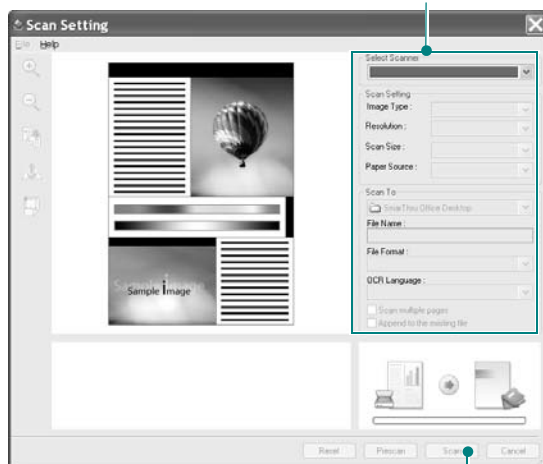 Scan Setting
File Help
Select Scanner
Scan Setting
Image Type :
Resolution :
Scan Size :
Paper Source :
Scan To
SmarThru Office Desktop
File Name :
File Format :
OCR Language :
Scan multiple pages
Append to the existing file
Sample Image
Reset Prescan Scan Cancel